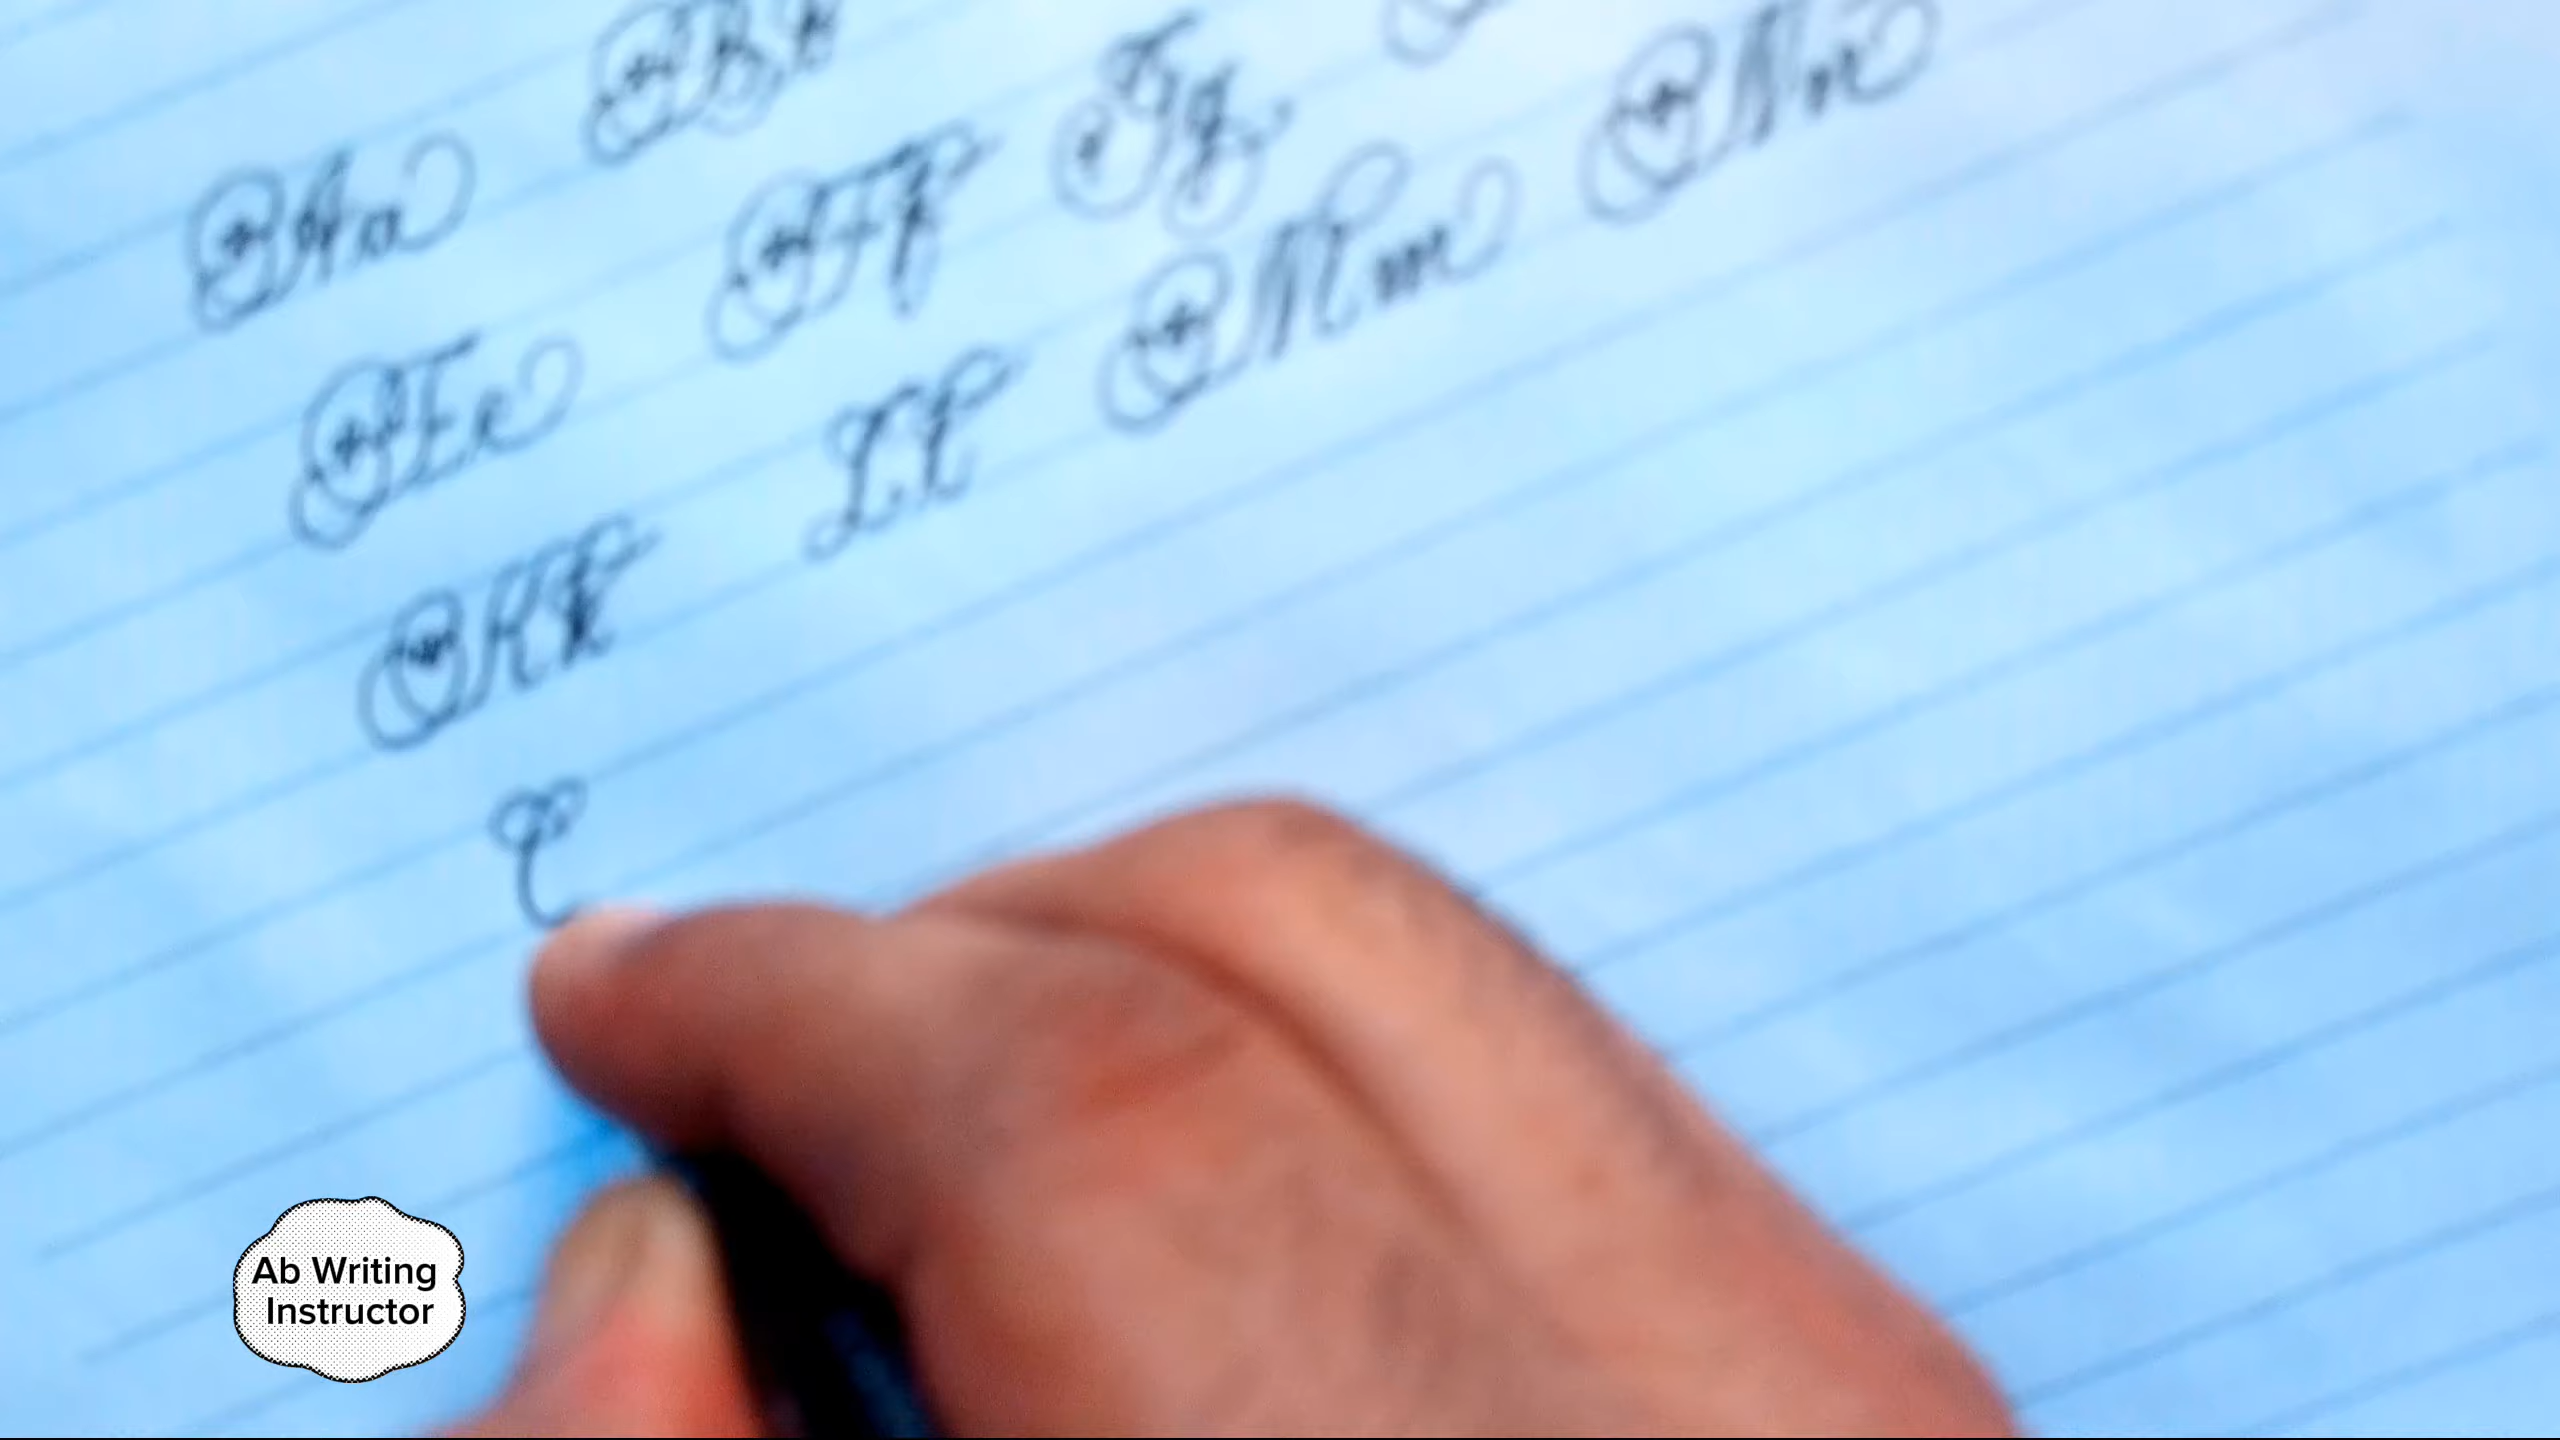 Aa Bb
Ee Ff Gg
Kk Ll Mm Nn
Ab Writing
Instructor